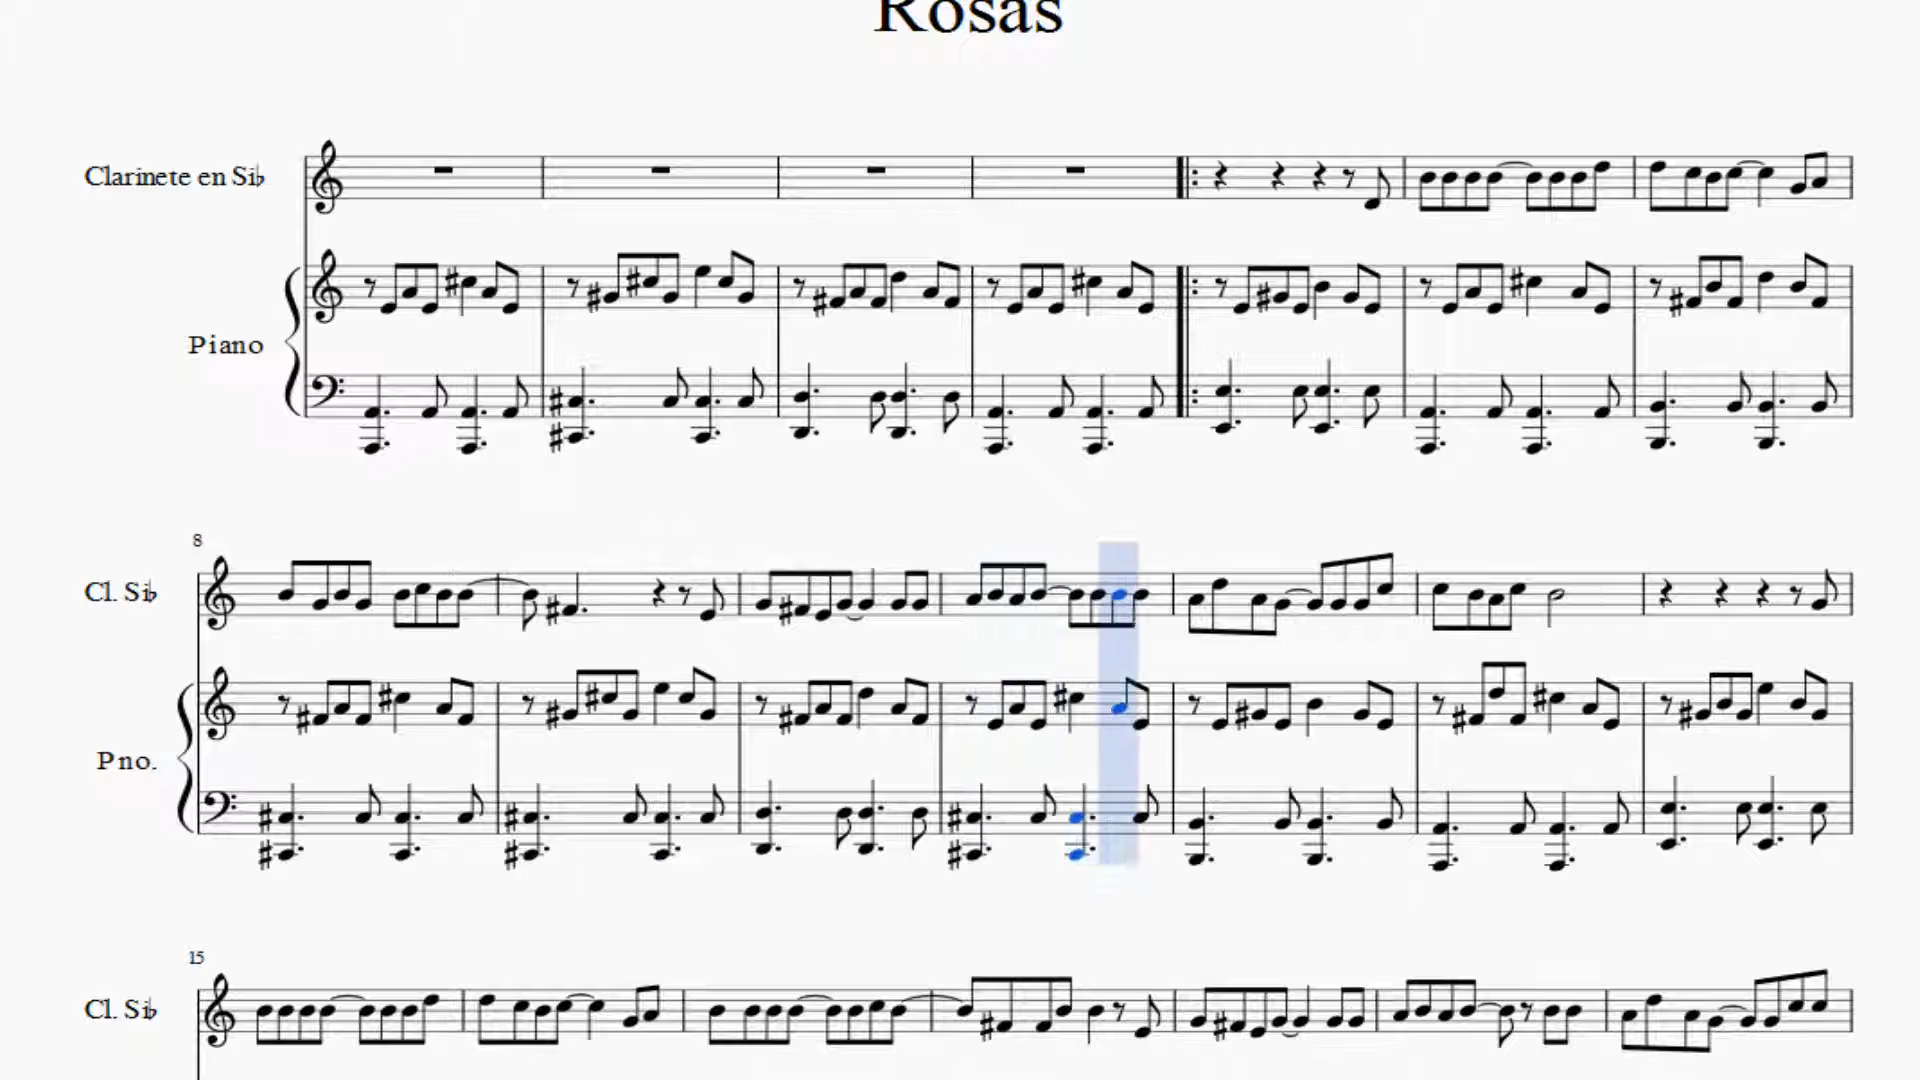 Rosas
Clarinete en Si♭
Piano
8
Cl. Si♭
Pno.
15
Cl. Si♭